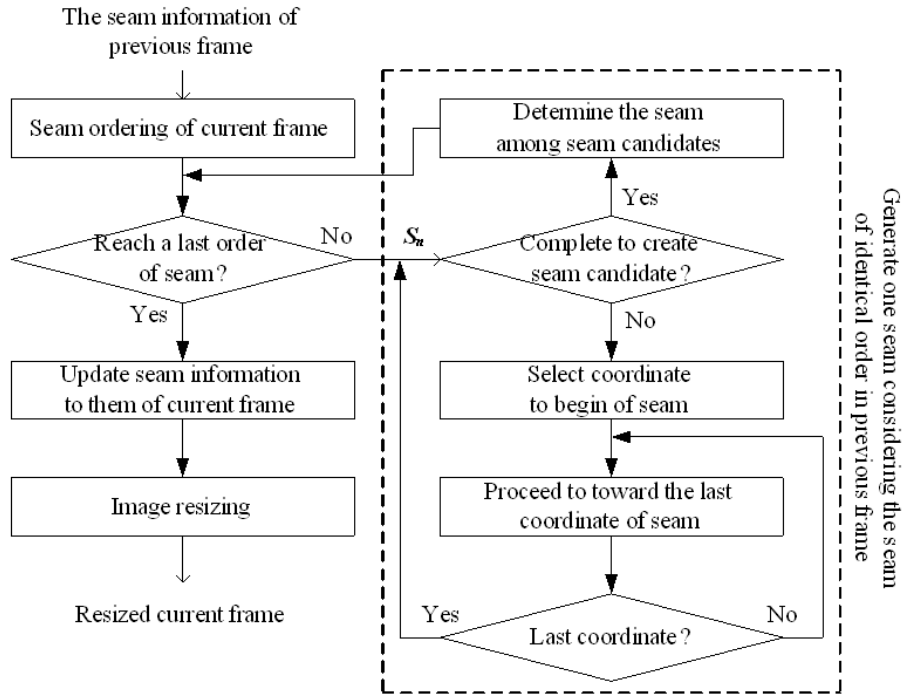 The seam information of
previous frame
Seam ordering of current frame
Reach a last order
of seam?
No
Yes
Update seam information
to them of current frame
Image resizing
Resized current frame
Sn
Determine the seam
among seam candidates
Yes
Complete to create
seam candidate?
No
Select coordinate
to begin of seam
Proceed to toward the last
coordinate of seam
Yes
Last coordinate?
No
Generate one seam considering the seam
of identical order in previous frame